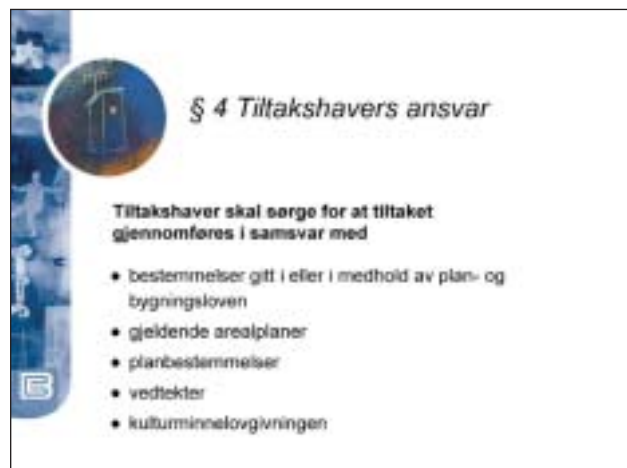 § 4 Tiltakshavers ansvar
Tiltakshaver skal sørge for at tiltaket
gjennomføres i samsvar med
• bestemmelser gitt i eller i medhold av plan- og
bygningsloven
• gjeldende arealplaner
• planbestemmelser
• vedtekter
• kulturminnelovgivningen